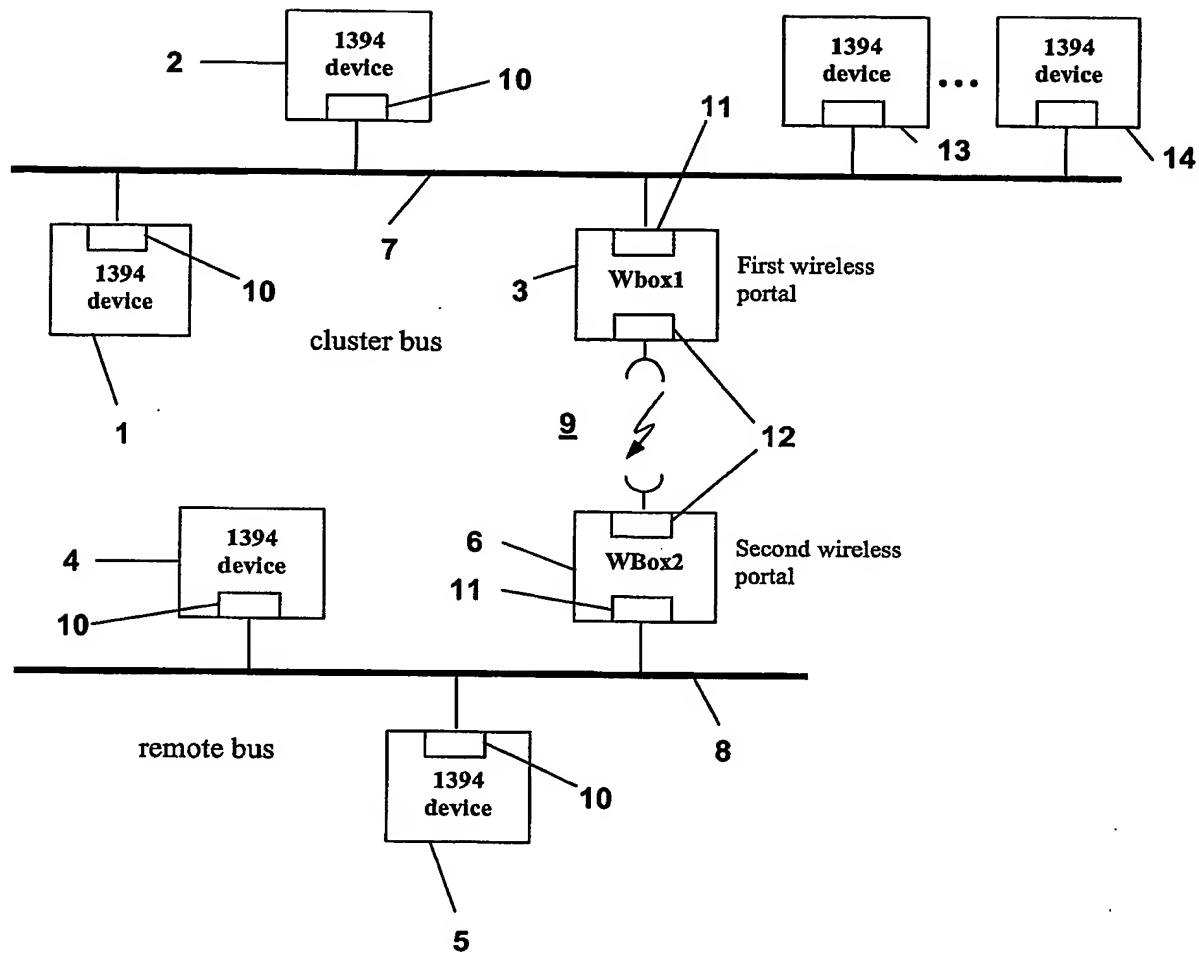 1394
device
2
10
1394
device
...
1394
device
11
13
14
7
1394
device
10
1
cluster bus
3
Wbox1
First wireless
portal
9
12
4
1394
device
10
6
WBox2
11
Second wireless
portal
8
remote bus
1394
device
10
5